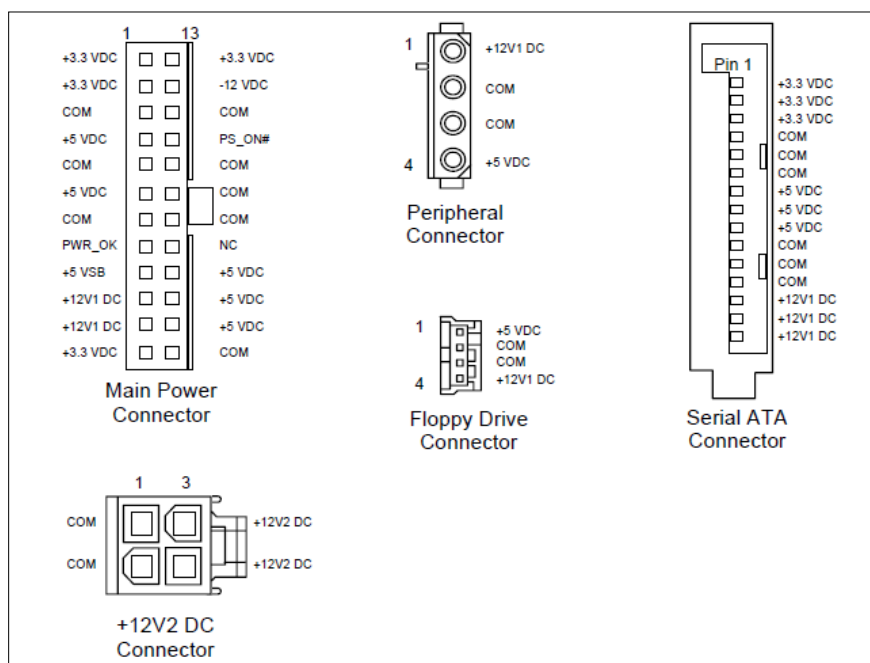 1 13
+3.3 VDC +3.3 VDC
+3.3 VDC -12 VDC
COM COM
+5 VDC PS_ON#
COM COM
+5 VDC COM
COM COM
PWR_OK NC
+5 VSB +5 VDC
+12V1 DC +5 VDC
+12V1 DC +5 VDC
+3.3 VDC COM
Main Power
Connector
1 +12V1 DC
COM
COM
4 +5 VDC
Peripheral
Connector
1 +5 VDC
COM
COM
4 +12V1 DC
Floppy Drive
Connector
Pin 1
+3.3 VDC
+3.3 VDC
+3.3 VDC
COM
COM
COM
+5 VDC
+5 VDC
+5 VDC
COM
COM
COM
+12V1 DC
+12V1 DC
+12V1 DC
Serial ATA
Connector
1 3
COM +12V2 DC
COM +12V2 DC
+12V2 DC
Connector